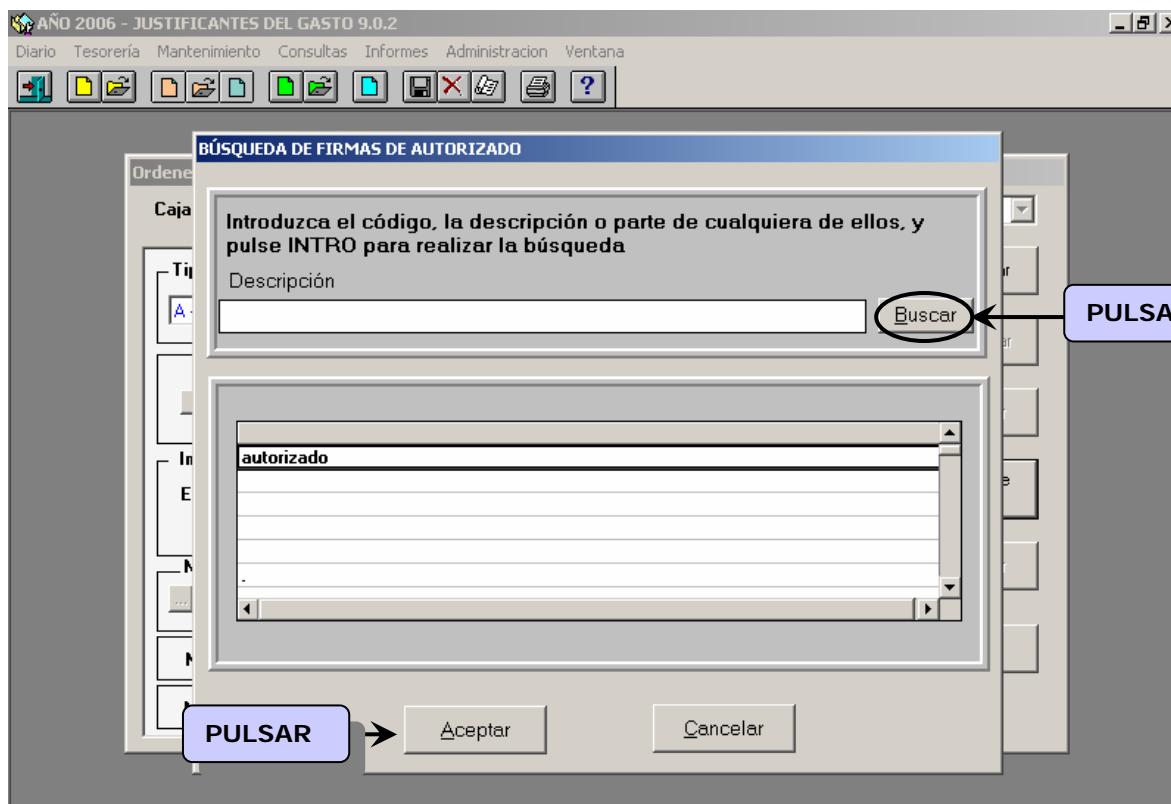 AÑO 2006 - JUSTIFICANTES DEL GASTO 9.0.2
Diario Tesorería Mantenimiento Consultas Informes Administracion Ventana
BÚSQUEDA DE FIRMAS DE AUTORIZADO
Ordene
Caja
Introduzca el código, la descripción o parte de cualquiera de ellos, y
pulse INTRO para realizar la búsqueda
Tip
Descripción
A
Buscar
PULSA
autorizado
In
E
.
...
Aceptar
Cancelar
PULSAR